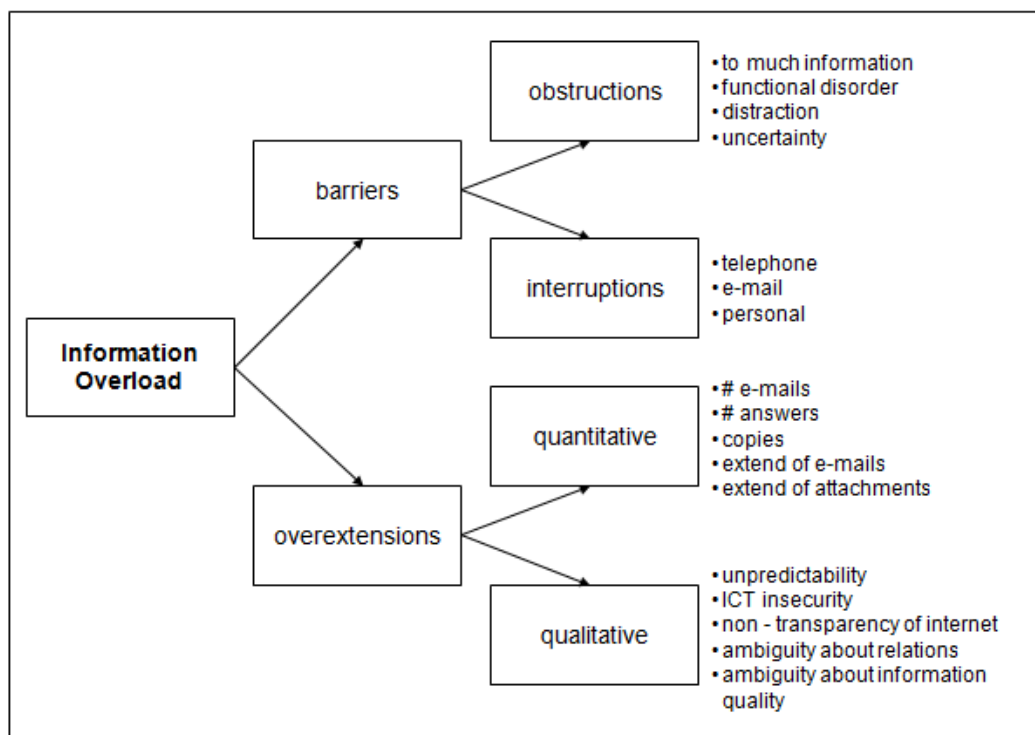 obstructions
• to much information
• functional disorder
• distraction
• uncertainty
barriers
interruptions
• telephone
• e-mail
• personal
Information
Overload
quantitative
• # e-mails
• # answers
• copies
• extend of e-mails
• extend of attachments
overextensions
qualitative
• unpredictability
• ICT insecurity
• non - transparency of internet
• ambiguity about relations
• ambiguity about information
quality